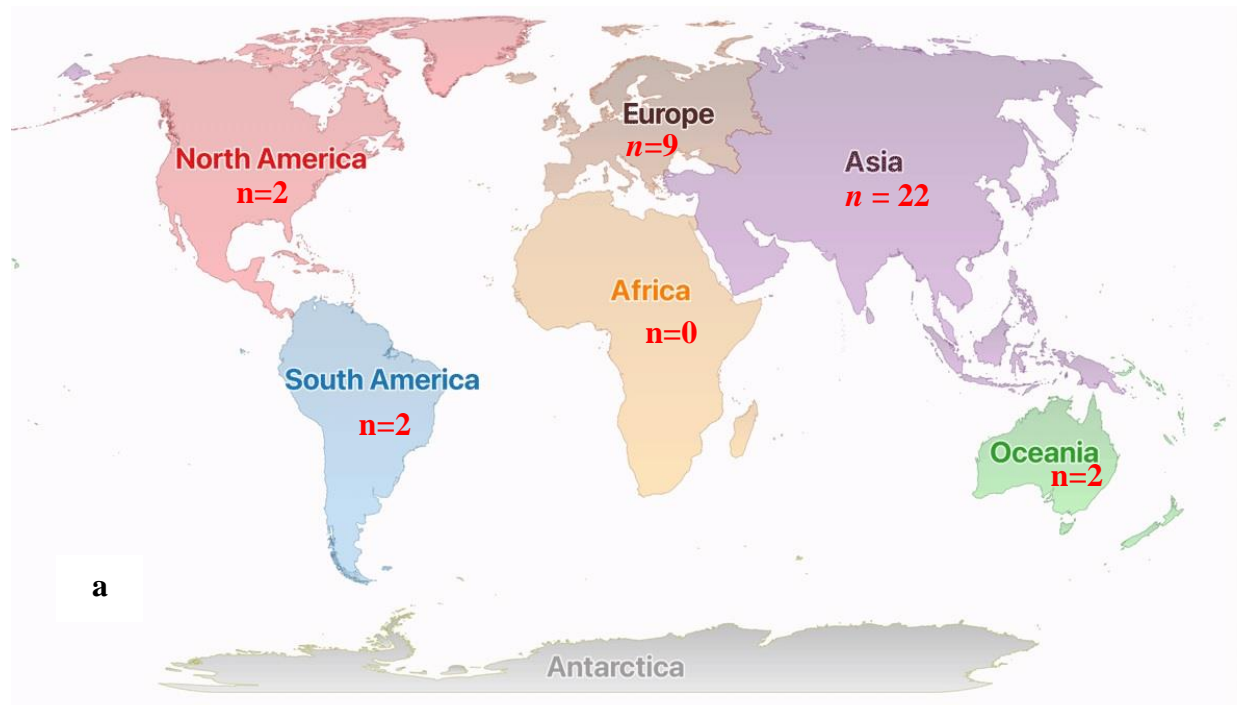 North America
n=2
Europe
n=9
Asia
n = 22
Africa
n=0
South America
n=2
Oceania
n=2
a
Antarctica